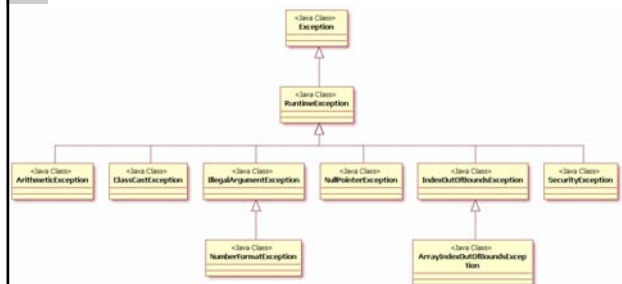 <Java Class>
Exception
<Java Class>
RuntimeException
<Java Class>
ArithmeticException
<Java Class>
ClassCastException
<Java Class>
IllegalArgumentException
<Java Class>
NullPointerException
<Java Class>
IndexOutOfBoundsException
<Java Class>
SecurityException
<Java Class>
NumberFormatException
<Java Class>
ArrayIndexOutOfBoundsExcep
tion